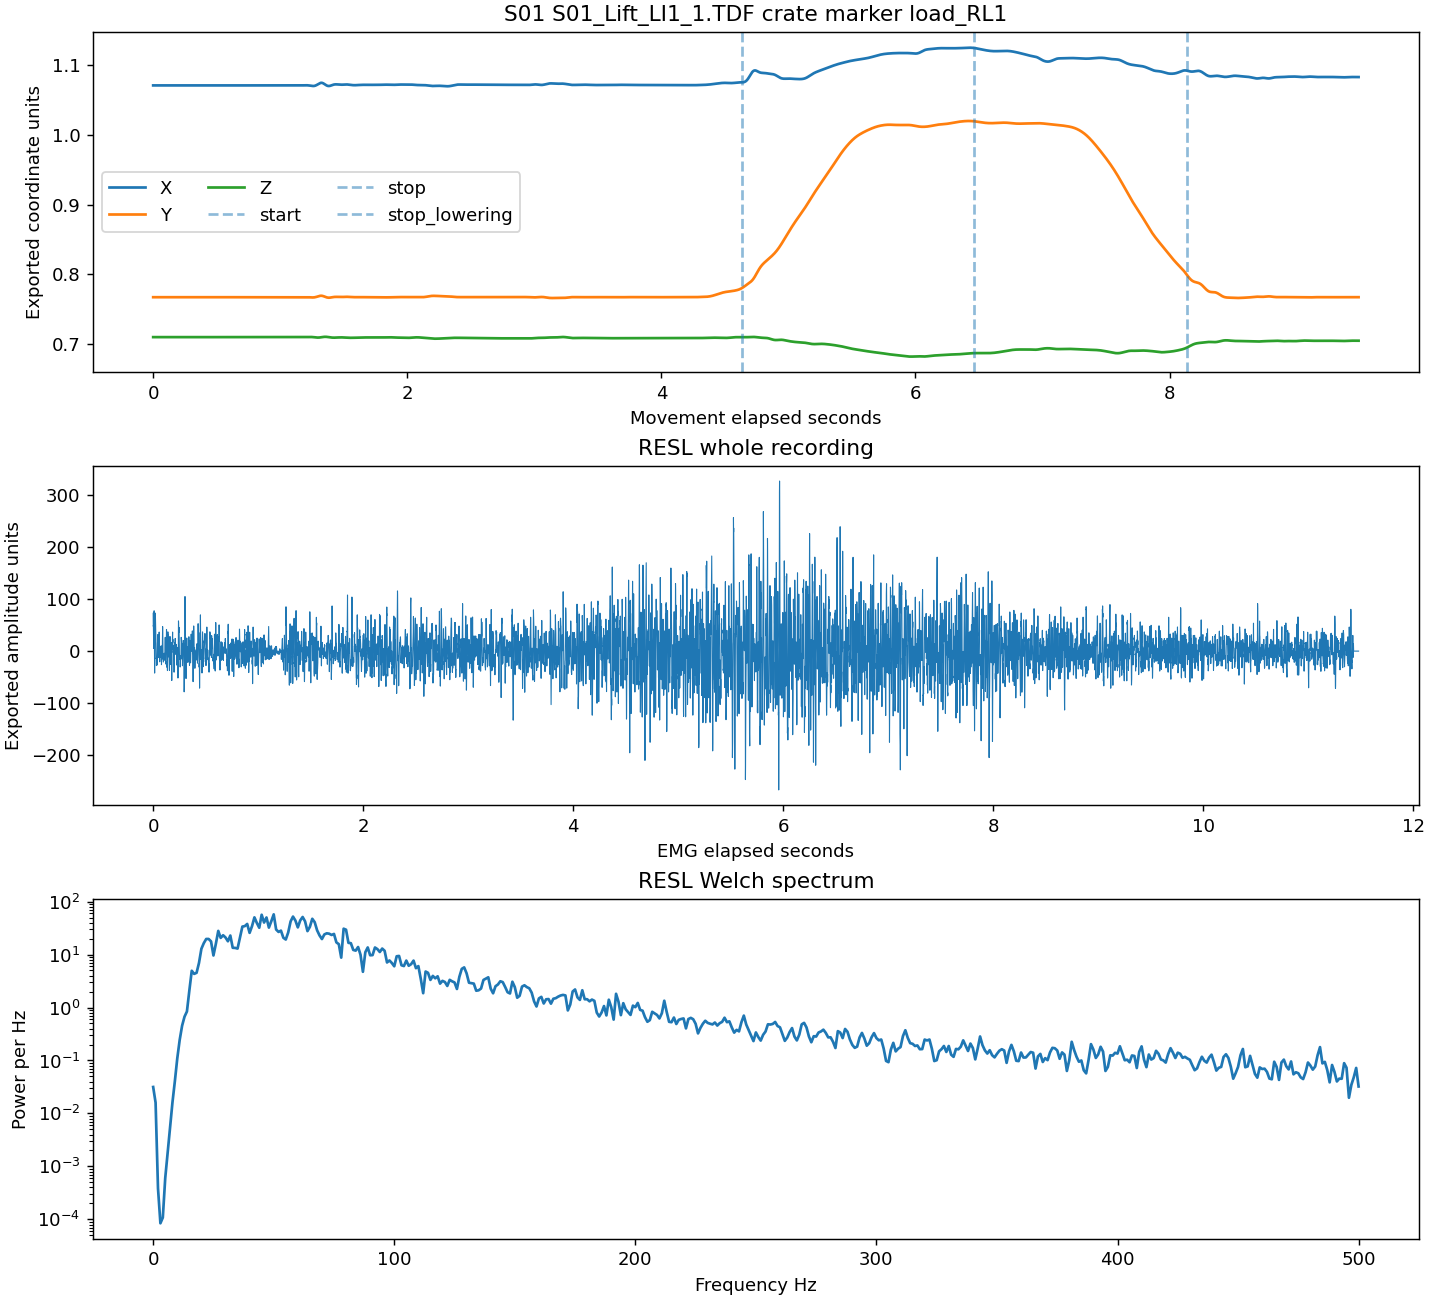 S01 S01_Lift_LI1_1.TDF crate marker load_RL1
Exported coordinate units
1.1
1.0
0.9
0.8
0.7
X Z stop
Y start stop_lowering
0 2 4 6 8
Movement elapsed seconds
RESL whole recording
Exported amplitude units
300
200
100
0
−100
−200
0 2 4 6 8 10 12
EMG elapsed seconds
RESL Welch spectrum
Power per Hz
10²
10¹
10⁰
10⁻¹
10⁻²
10⁻³
10⁻⁴
0 100 200 300 400 500
Frequency Hz